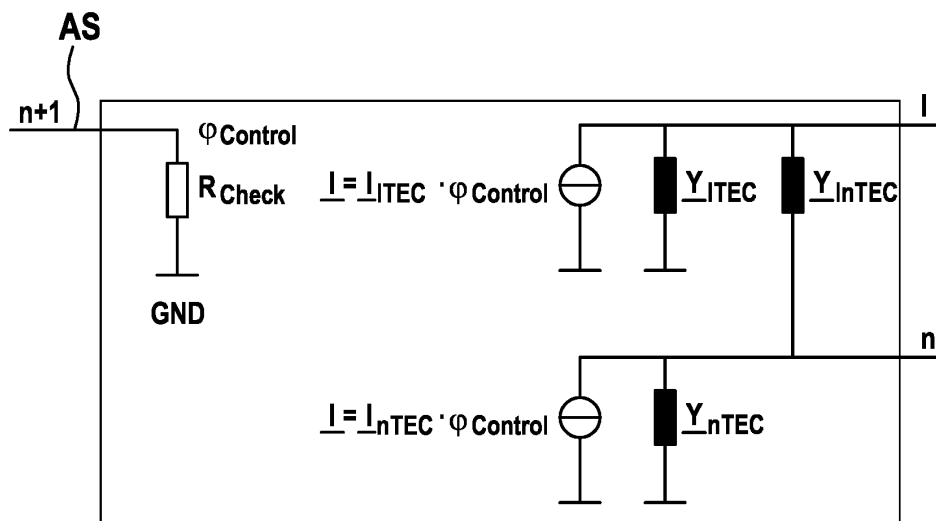 AS
n+1
l
φControl
RCheck
I = IlTEC · φControl
YlTEC
YlnTEC
GND
n
I = InTEC · φControl
YnTEC